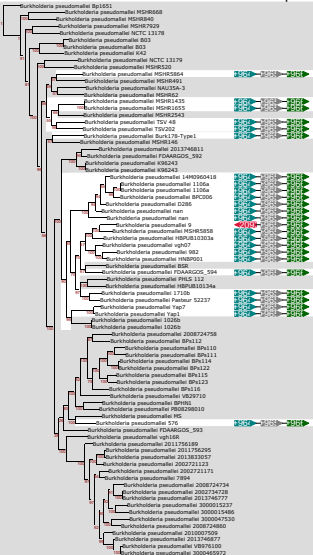 Burkholderia pseudomallei Bp1651
Burkholderia pseudomallei MSHR668
Burkholderia pseudomallei MSHR840
Burkholderia pseudomallei MSHR7929
Burkholderia pseudomallei NCTC 13178
Burkholderia pseudomallei B03
Burkholderia pseudomallei B03
Burkholderia pseudomallei K42
Burkholderia pseudomallei NCTC 13179
Burkholderia pseudomallei MSHR520
Burkholderia pseudomallei MSHR5864
Burkholderia pseudomallei MSHR491
Burkholderia pseudomallei NAU35A-3
Burkholderia pseudomallei MSHR62
Burkholderia pseudomallei MSHR1435
Burkholderia pseudomallei MSHR1655
Burkholderia pseudomallei MSHR2543
Burkholderia pseudomallei TSV 48
Burkholderia pseudomallei TSV202
Burkholderia pseudomallei Burk178-Type1
Burkholderia pseudomallei MSHR146
Burkholderia pseudomallei 2013746811
Burkholderia pseudomallei FDAARGOS_592
Burkholderia pseudomallei K96243
Burkholderia pseudomallei K96243
Burkholderia pseudomallei 14M0960418
Burkholderia pseudomallei 1106a
Burkholderia pseudomallei 1106a
Burkholderia pseudomallei BPC006
Burkholderia pseudomallei D286
Burkholderia pseudomallei nan
Burkholderia pseudomallei nan
Burkholderia pseudomallei 9
Burkholderia pseudomallei MSHR5858
Burkholderia pseudomallei HBPUB10303a
Burkholderia pseudomallei vgh07
Burkholderia pseudomallei 982
Burkholderia pseudomallei HNBP001
Burkholderia pseudomallei BSR
Burkholderia pseudomallei FDAARGOS_594
Burkholderia pseudomallei PHLS 112
Burkholderia pseudomallei HBPUB10134a
Burkholderia pseudomallei 1710b
Burkholderia pseudomallei Pasteur 52237
Burkholderia pseudomallei Yap7
Burkholderia pseudomallei Yap1
Burkholderia pseudomallei 1026b
Burkholderia pseudomallei 1026b
Burkholderia pseudomallei 2008724758
Burkholderia pseudomallei BPs112
Burkholderia pseudomallei BPs110
Burkholderia pseudomallei BPs111
Burkholderia pseudomallei BPs114
Burkholderia pseudomallei BPs122
Burkholderia pseudomallei BPs115
Burkholderia pseudomallei BPs123
Burkholderia pseudomallei BPs116
Burkholderia pseudomallei VB29710
Burkholderia pseudomallei BPHN1
Burkholderia pseudomallei PB08298010
Burkholderia pseudomallei MS
Burkholderia pseudomallei 576
Burkholderia pseudomallei FDAARGOS_593
Burkholderia pseudomallei vgh16R
Burkholderia pseudomallei 2011756189
Burkholderia pseudomallei 2011756295
Burkholderia pseudomallei 2013833057
Burkholderia pseudomallei 2002721123
Burkholderia pseudomallei 2002721171
Burkholderia pseudomallei 7894
Burkholderia pseudomallei 2008724734
Burkholderia pseudomallei 2002734728
Burkholderia pseudomallei 2013746777
Burkholderia pseudomallei 3000015237
Burkholderia pseudomallei 3000015486
Burkholderia pseudomallei 3000047530
Burkholderia pseudomallei 2008724860
Burkholderia pseudomallei 2010007509
Burkholderia pseudomallei 2013746877
Burkholderia pseudomallei VB976100
Burkholderia pseudomallei 3000465972